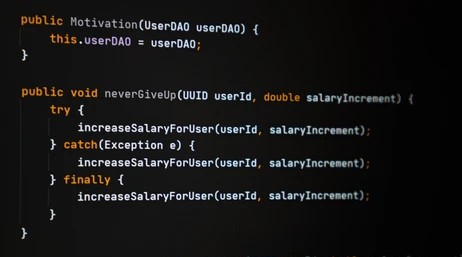 public Motivation(UserDAO userDAO) {
this.userDAO = userDAO;
}
public void neverGiveUp(UUID userId, double salaryIncrement) {
try {
increaseSalaryForUser(userId, salaryIncrement);
} catch(Exception e) {
increaseSalaryForUser(userId, salaryIncrement);
} finally {
increaseSalaryForUser(userId, salaryIncrement);
}
}